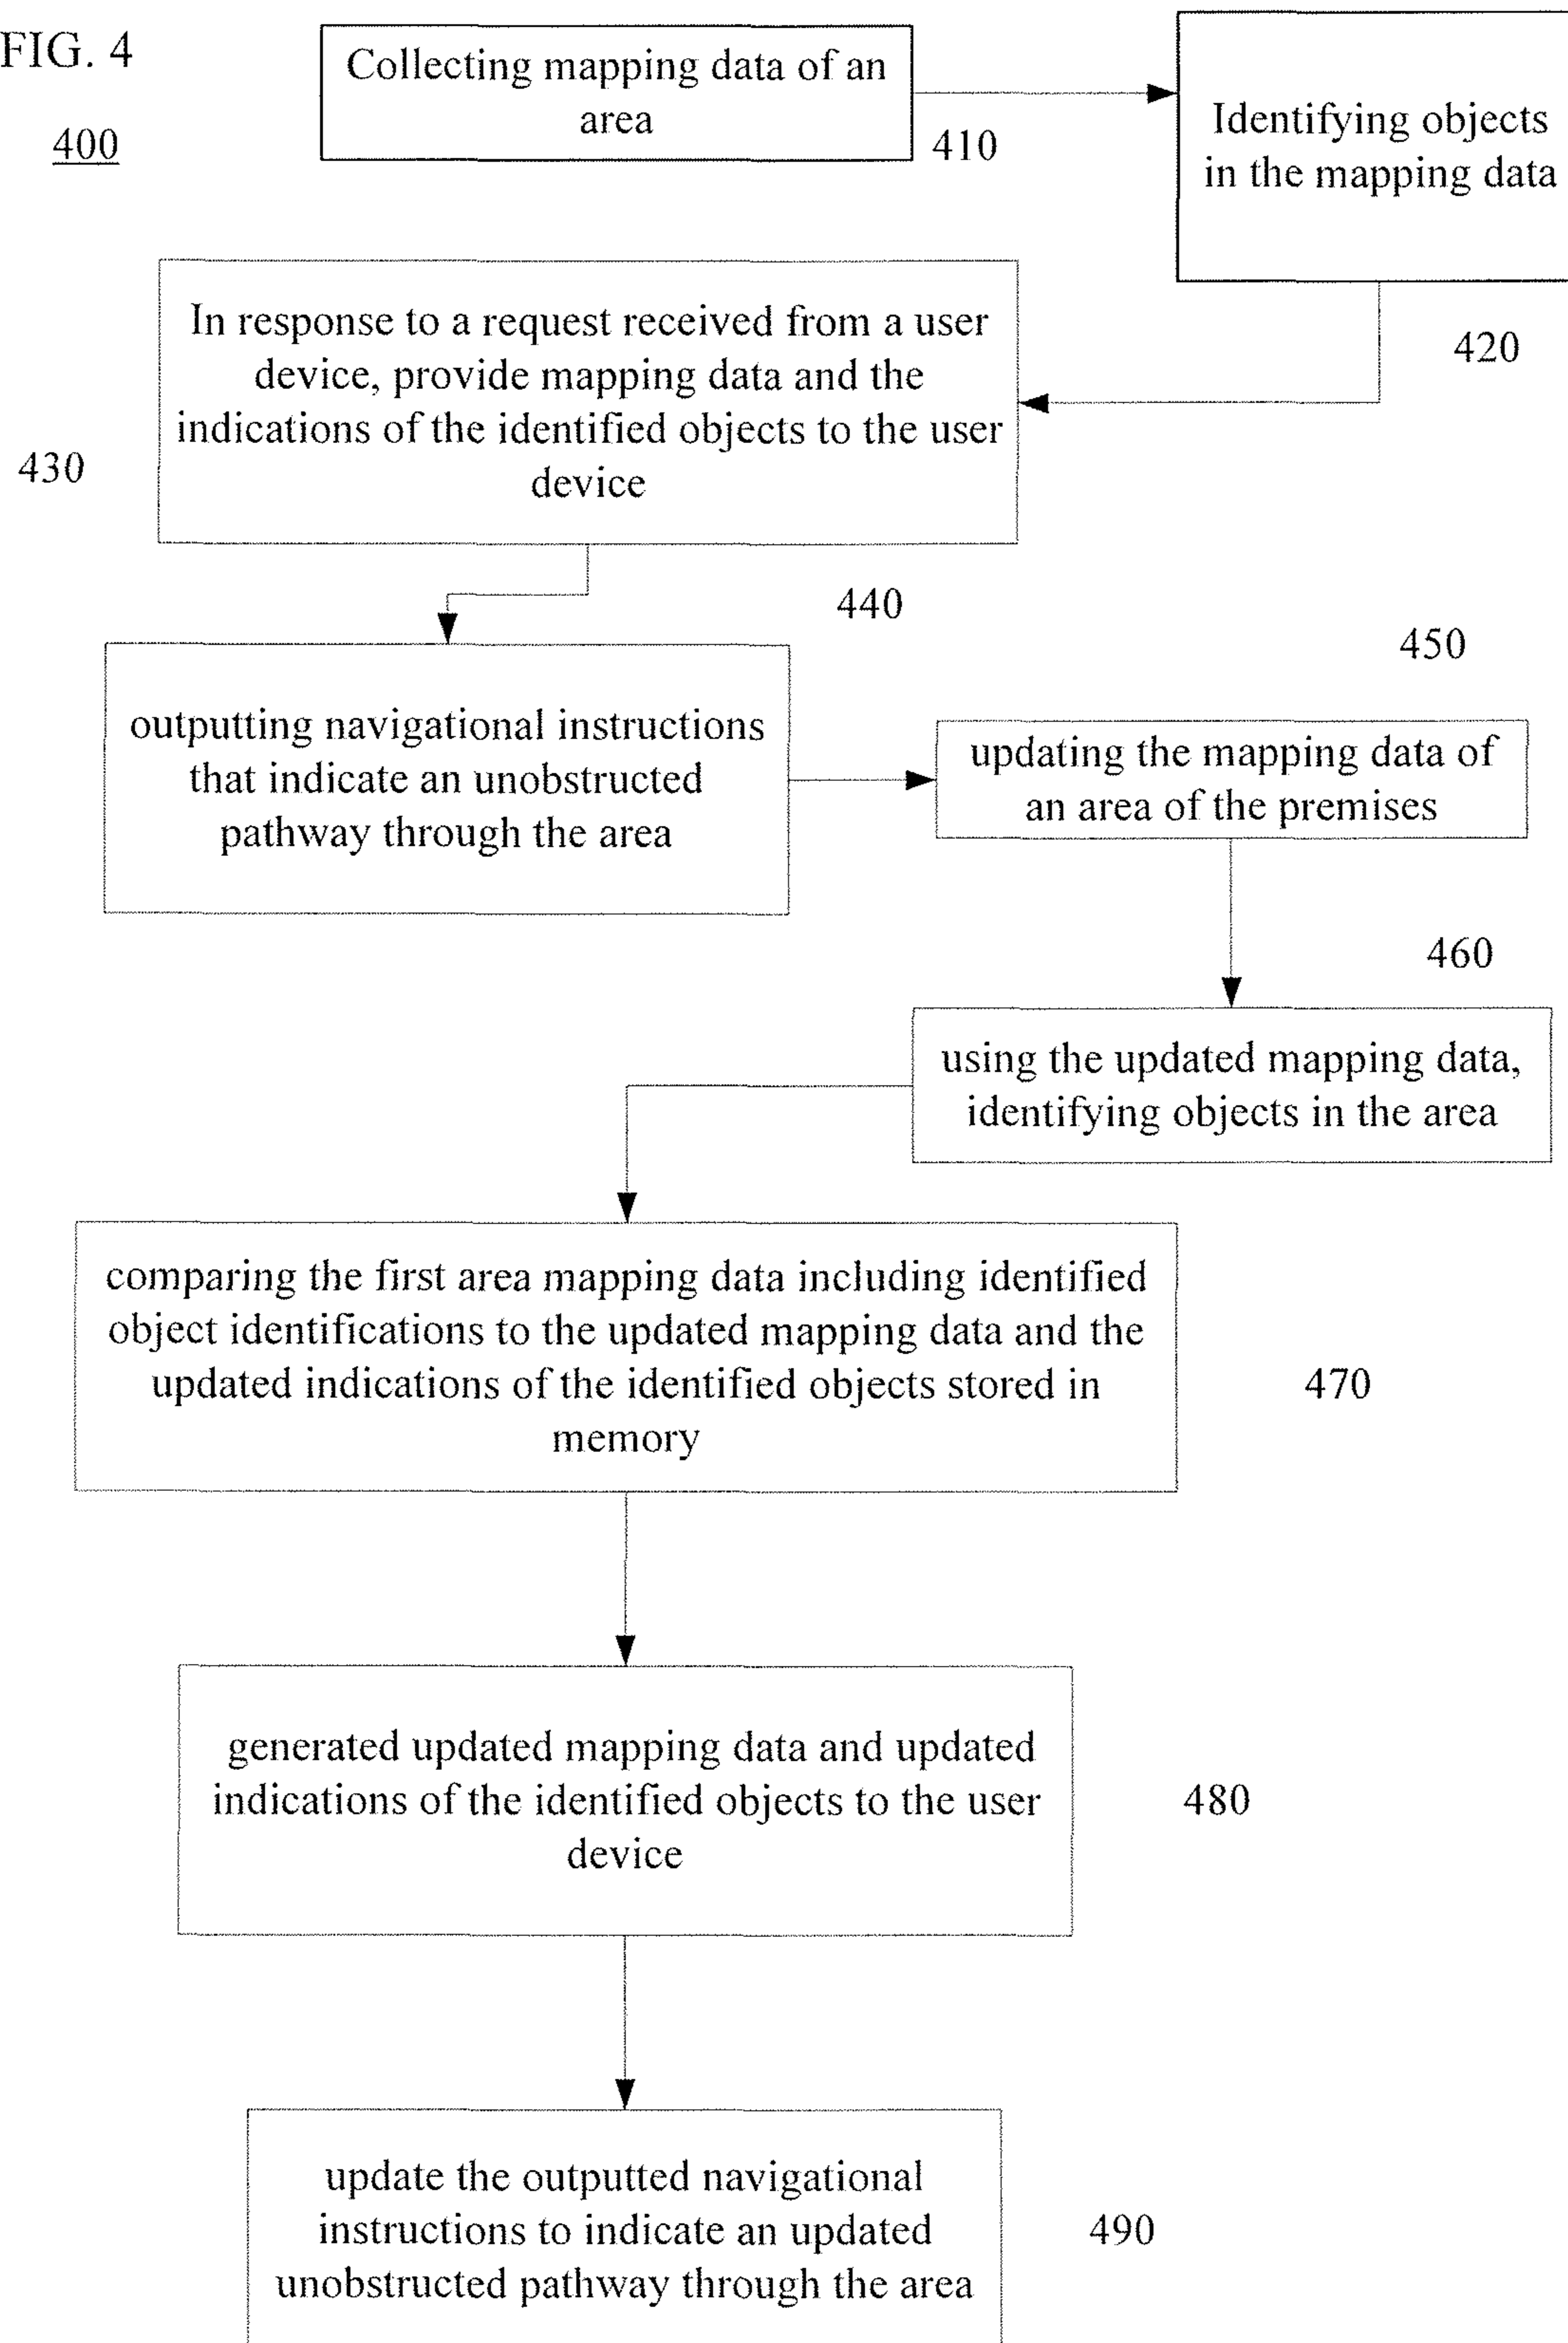 FIG. 4
400
Collecting mapping data of an
area
410
Identifying objects
in the mapping data
420
In response to a request received from a user
device, provide mapping data and the
indications of the identified objects to the user
device
430
440
outputting navigational instructions
that indicate an unobstructed
pathway through the area
450
updating the mapping data of
an area of the premises
460
using the updated mapping data,
identifying objects in the area
comparing the first area mapping data including identified
object identifications to the updated mapping data and the
updated indications of the identified objects stored in
memory
470
generated updated mapping data and updated
indications of the identified objects to the user
device
480
update the outputted navigational
instructions to indicate an updated
unobstructed pathway through the area
490